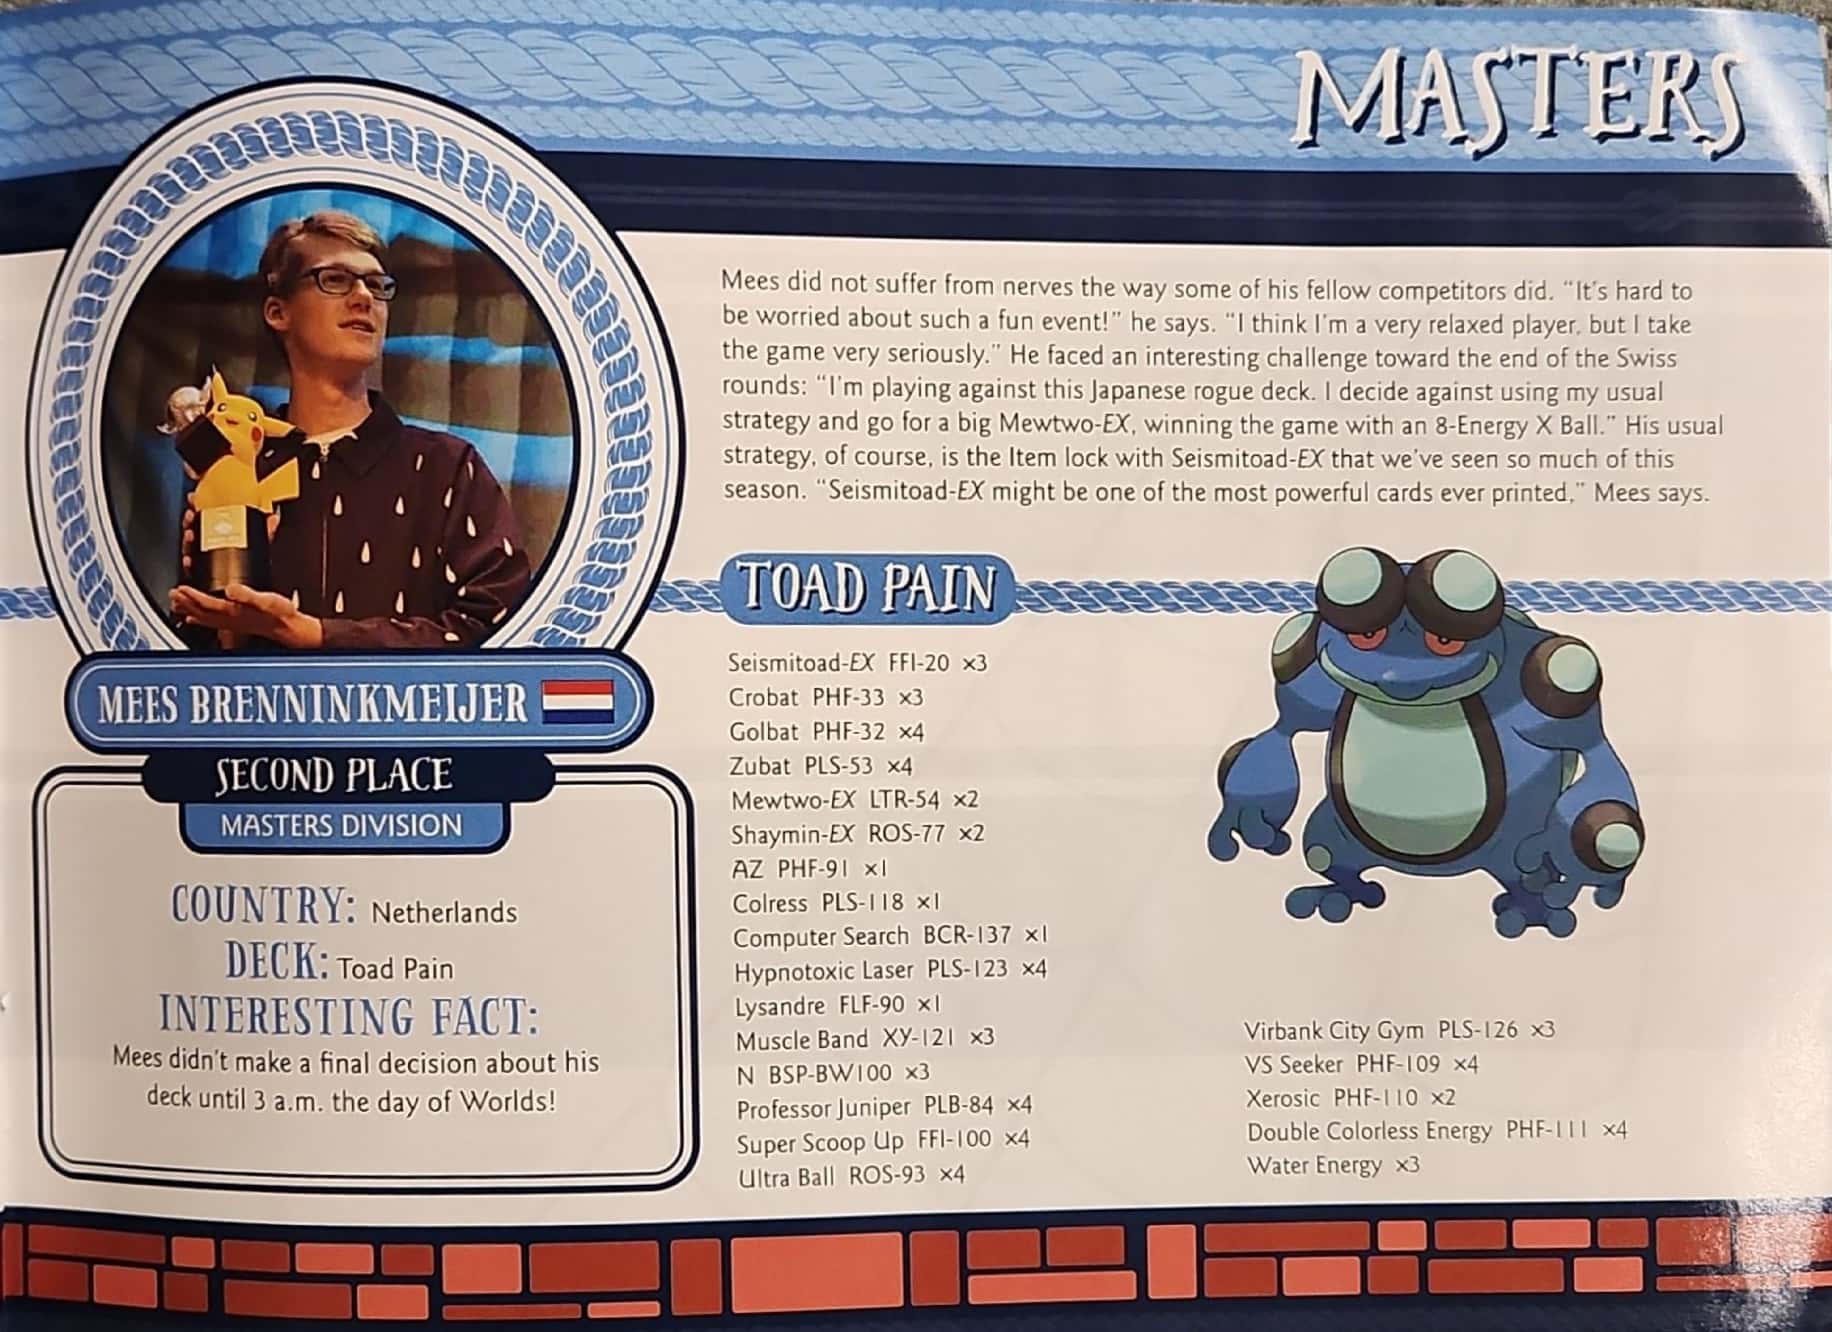 MASTERS
Mees did not suffer from nerves the way some of his fellow competitors did. “It's hard to
be worried about such a fun event!” he says. “I think I'm a very relaxed player, but I take
the game very seriously.” He faced an interesting challenge toward the end of the Swiss
rounds: “I'm playing against this Japanese rogue deck. I decide against using my usual
strategy and go for a big Mewtwo-EX, winning the game with an 8-Energy X Ball.” His usual
strategy, of course, is the Item lock with Seismitoad-EX that we've seen so much of this
season. “Seismitoad-EX might be one of the most powerful cards ever printed,” Mees says.
MEES BRENNINKMEIJER
SECOND PLACE
MASTERS DIVISION
COUNTRY: Netherlands
DECK: Toad Pain
INTERESTING FACT:
Mees didn't make a final decision about his
deck until 3 a.m. the day of Worlds!
TOAD PAIN
Seismitoad-EX FFI-20 ×3
Crobat PHF-33 ×3
Golbat PHF-32 ×4
Zubat PLS-53 ×4
Mewtwo-EX LTR-54 ×2
Shaymin-EX ROS-77 ×2
AZ PHF-91 ×1
Colress PLS-118 ×1
Computer Search BCR-137 ×1
Hypnotoxic Laser PLS-123 ×4
Lysandre FLF-90 ×1
Muscle Band XY-121 ×3
N BSP-BW100 ×3
Professor Juniper PLB-84 ×4
Super Scoop Up FFI-100 ×4
Ultra Ball ROS-93 ×4
Virbank City Gym PLS-126 ×3
VS Seeker PHF-109 ×4
Xerosic PHF-110 ×2
Double Colorless Energy PHF-111 ×4
Water Energy ×3